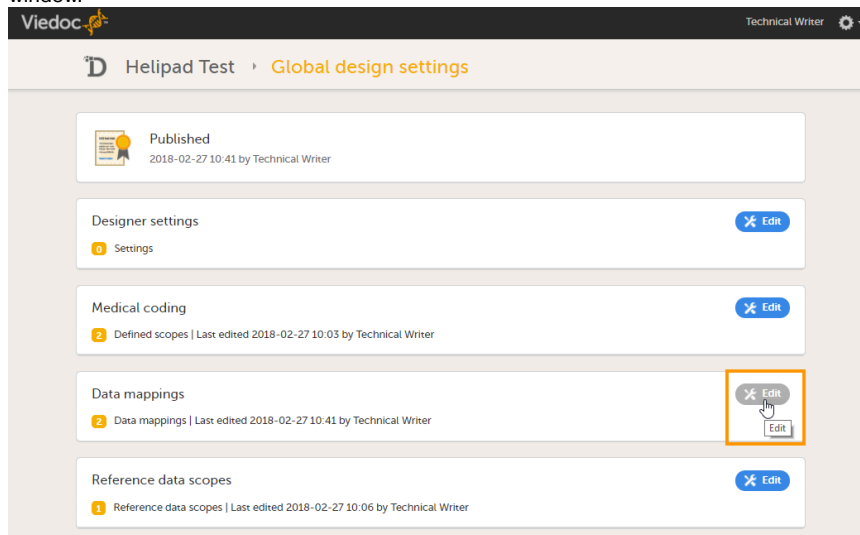 window.
Viedoc
Technical Writer
Helipad Test › Global design settings
Published
2018-02-27 10:41 by Technical Writer
Designer settings
Edit
0 Settings
Medical coding
Edit
2 Defined scopes | Last edited 2018-02-27 10:03 by Technical Writer
Data mappings
Edit
2 Data mappings | Last edited 2018-02-27 10:41 by Technical Writer
Edit
Reference data scopes
Edit
1 Reference data scopes | Last edited 2018-02-27 10:06 by Technical Writer